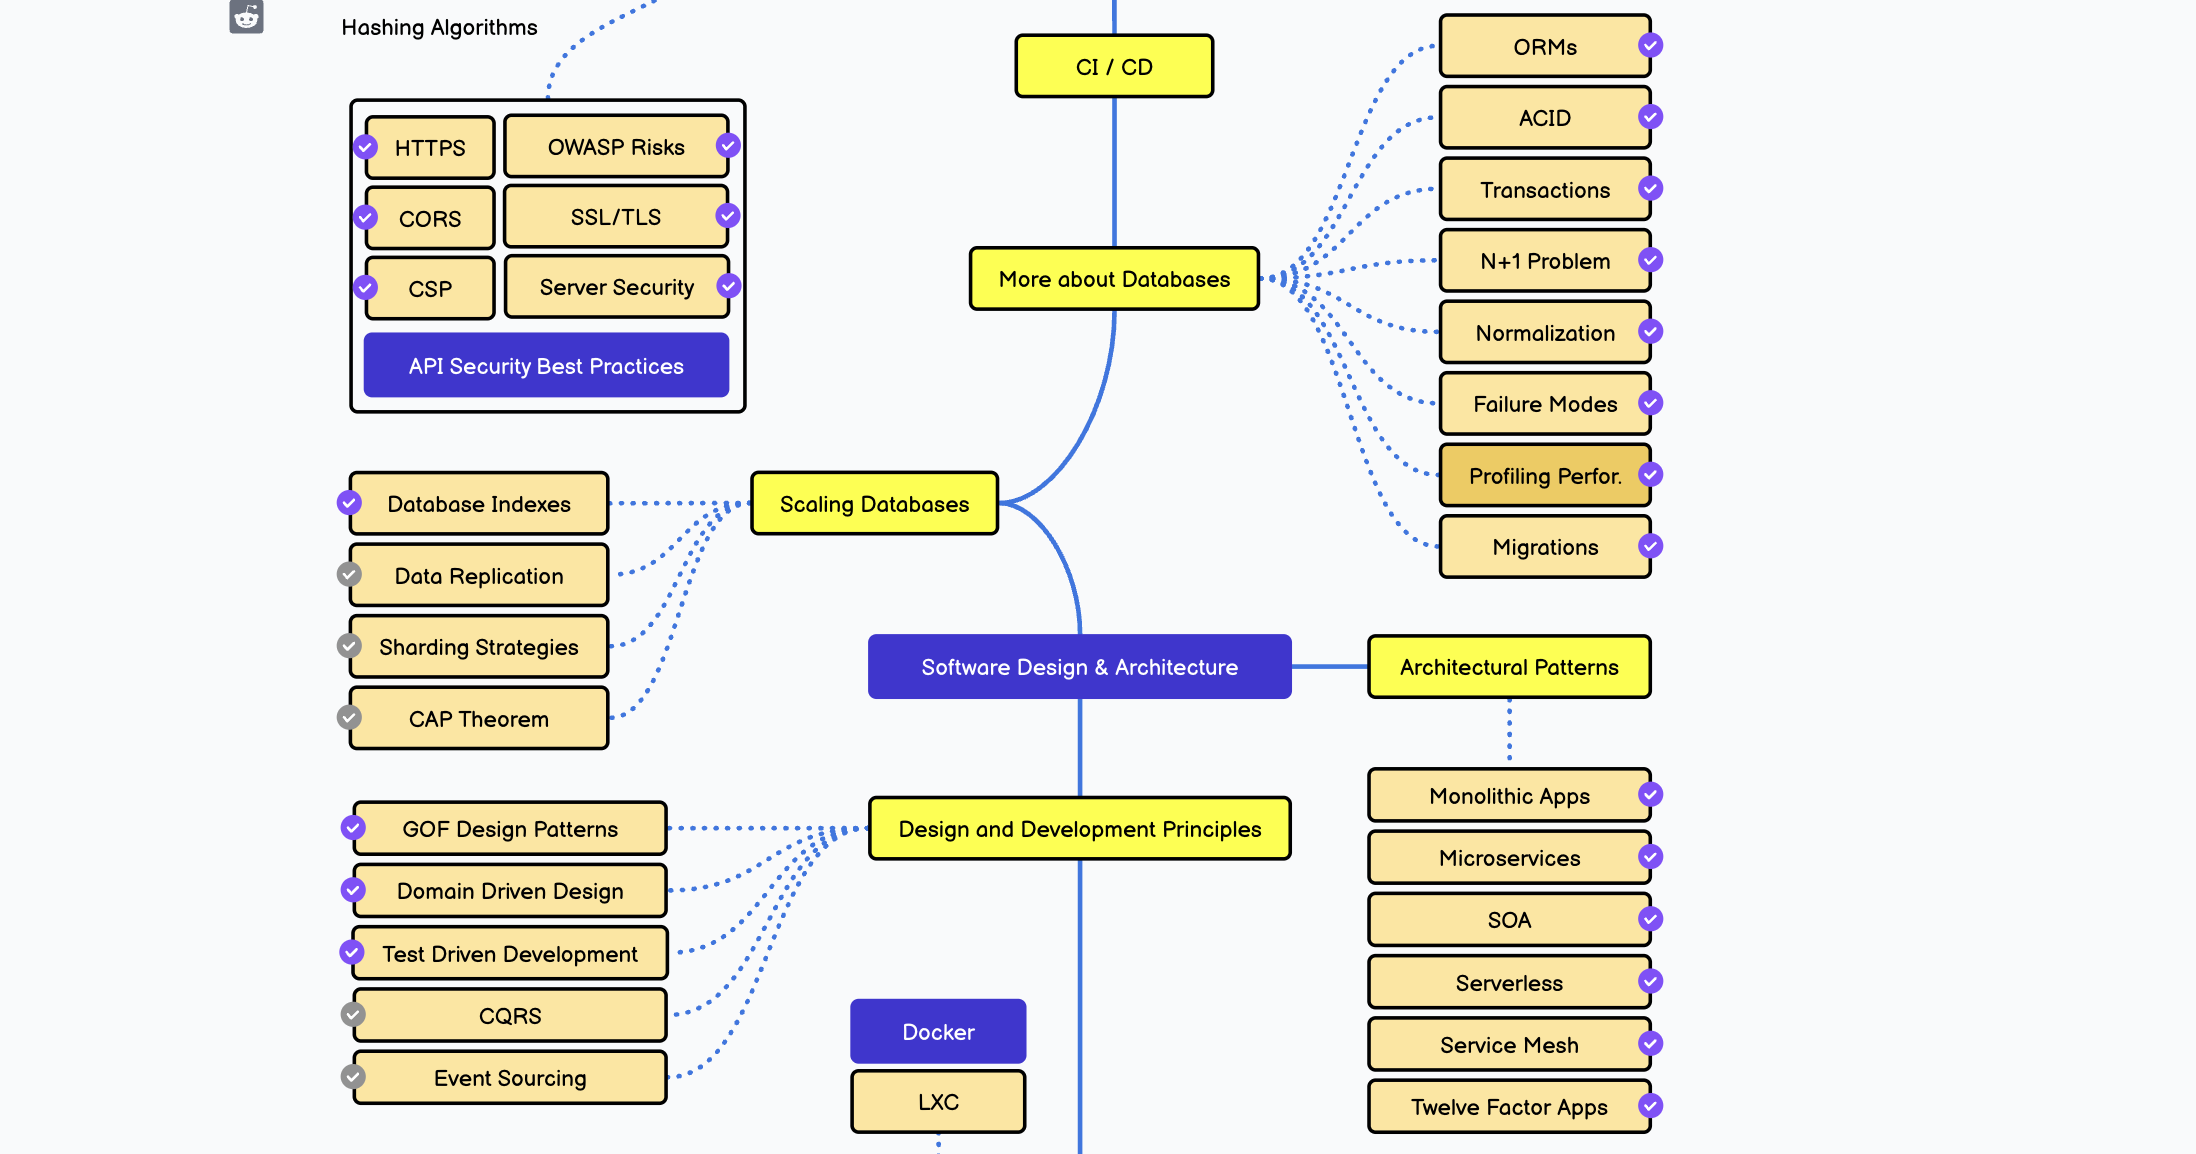 Hashing Algorithms
CI / CD
HTTPS
OWASP Risks
CORS
SSL/TLS
CSP
Server Security
API Security Best Practices
More about Databases
ORMs
ACID
Transactions
N+1 Problem
Normalization
Failure Modes
Profiling Perfor.
Migrations
Scaling Databases
Database Indexes
Data Replication
Sharding Strategies
CAP Theorem
Software Design & Architecture
Architectural Patterns
Monolithic Apps
Microservices
SOA
Serverless
Service Mesh
Twelve Factor Apps
Design and Development Principles
GOF Design Patterns
Domain Driven Design
Test Driven Development
CQRS
Event Sourcing
Docker
LXC